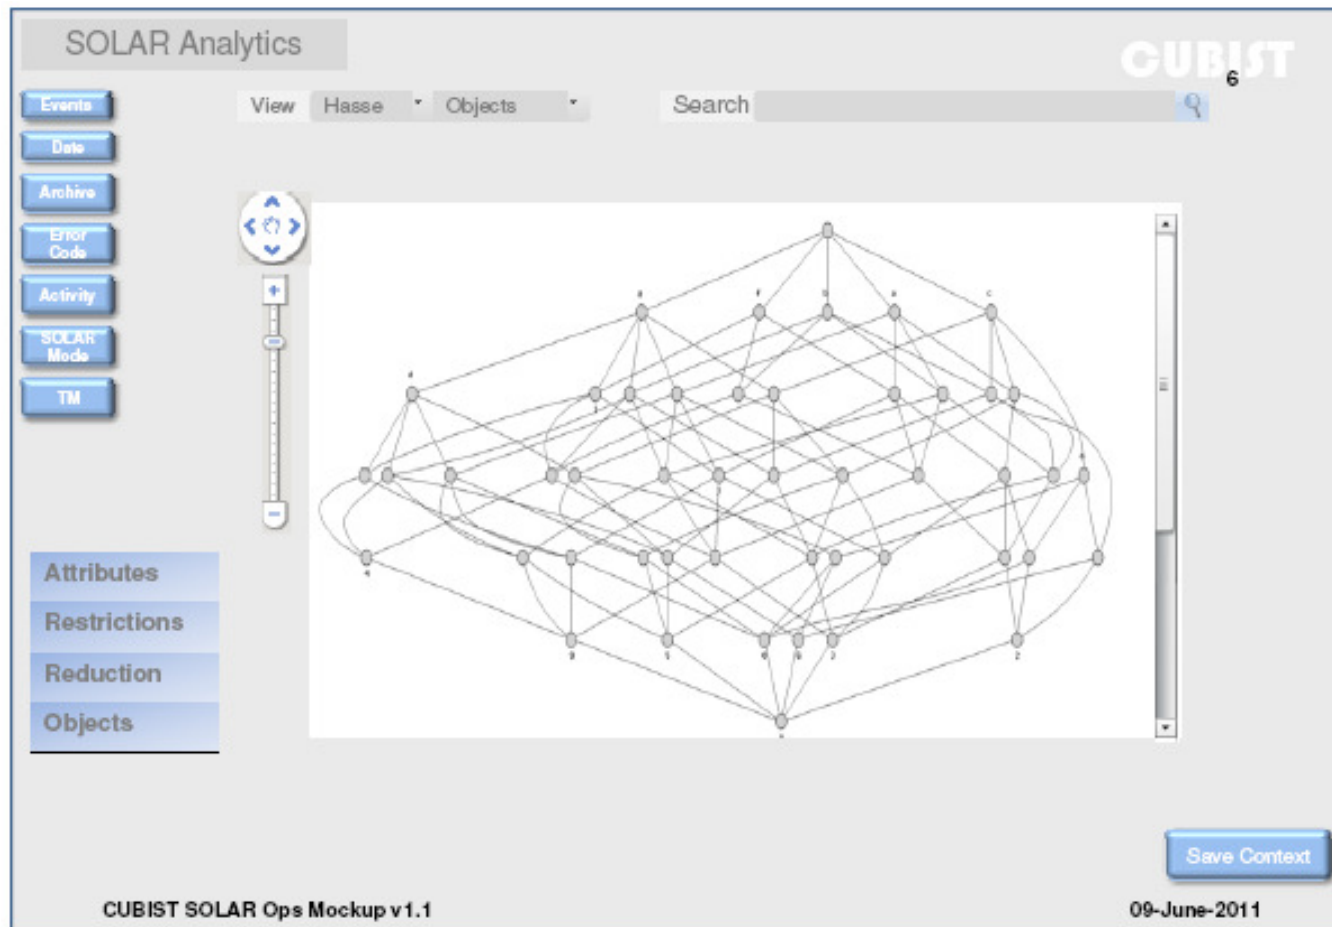 SOLAR Analytics
CUBIST
6
Events
View Hasse Objects
Search
Date
Archive
Error
Code
Activity
SOLAR
Mode
TM
Attributes
Restrictions
Reduction
Objects
Save Context
CUBIST SOLAR Ops Mockup v1.1
09-June-2011